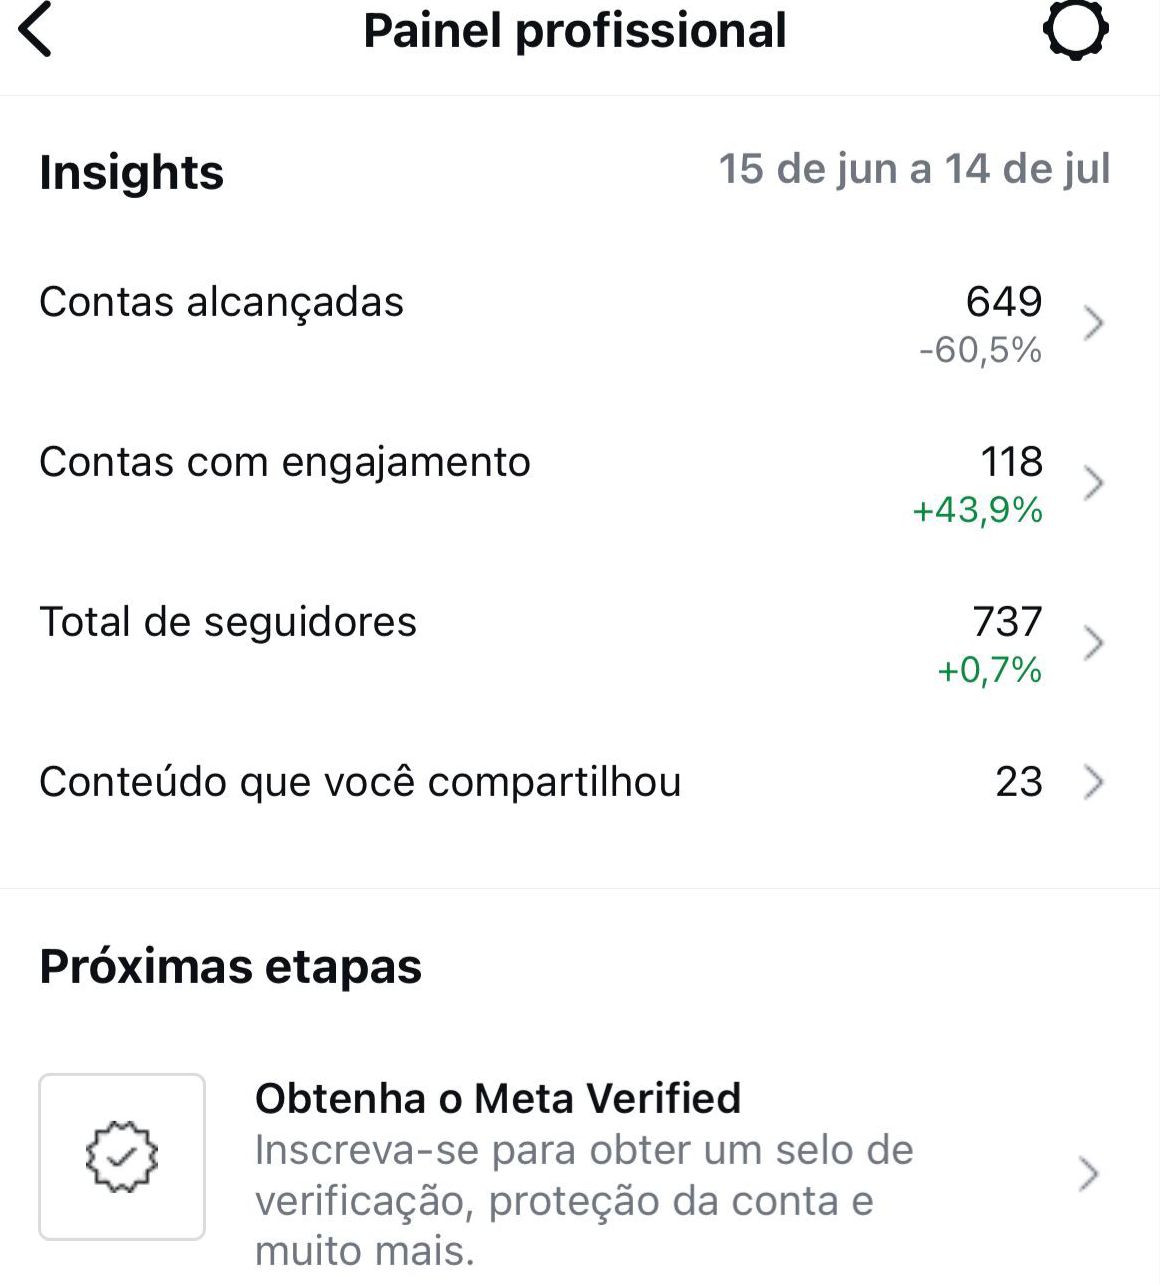 Painel profissional
Insights
15 de jun a 14 de jul
Contas alcançadas
649
-60,5%
Contas com engajamento
118
+43,9%
Total de seguidores
737
+0,7%
Conteúdo que você compartilhou
23
Próximas etapas
Obtenha o Meta Verified
Inscreva-se para obter um selo de
verificação, proteção da conta e
muito mais.